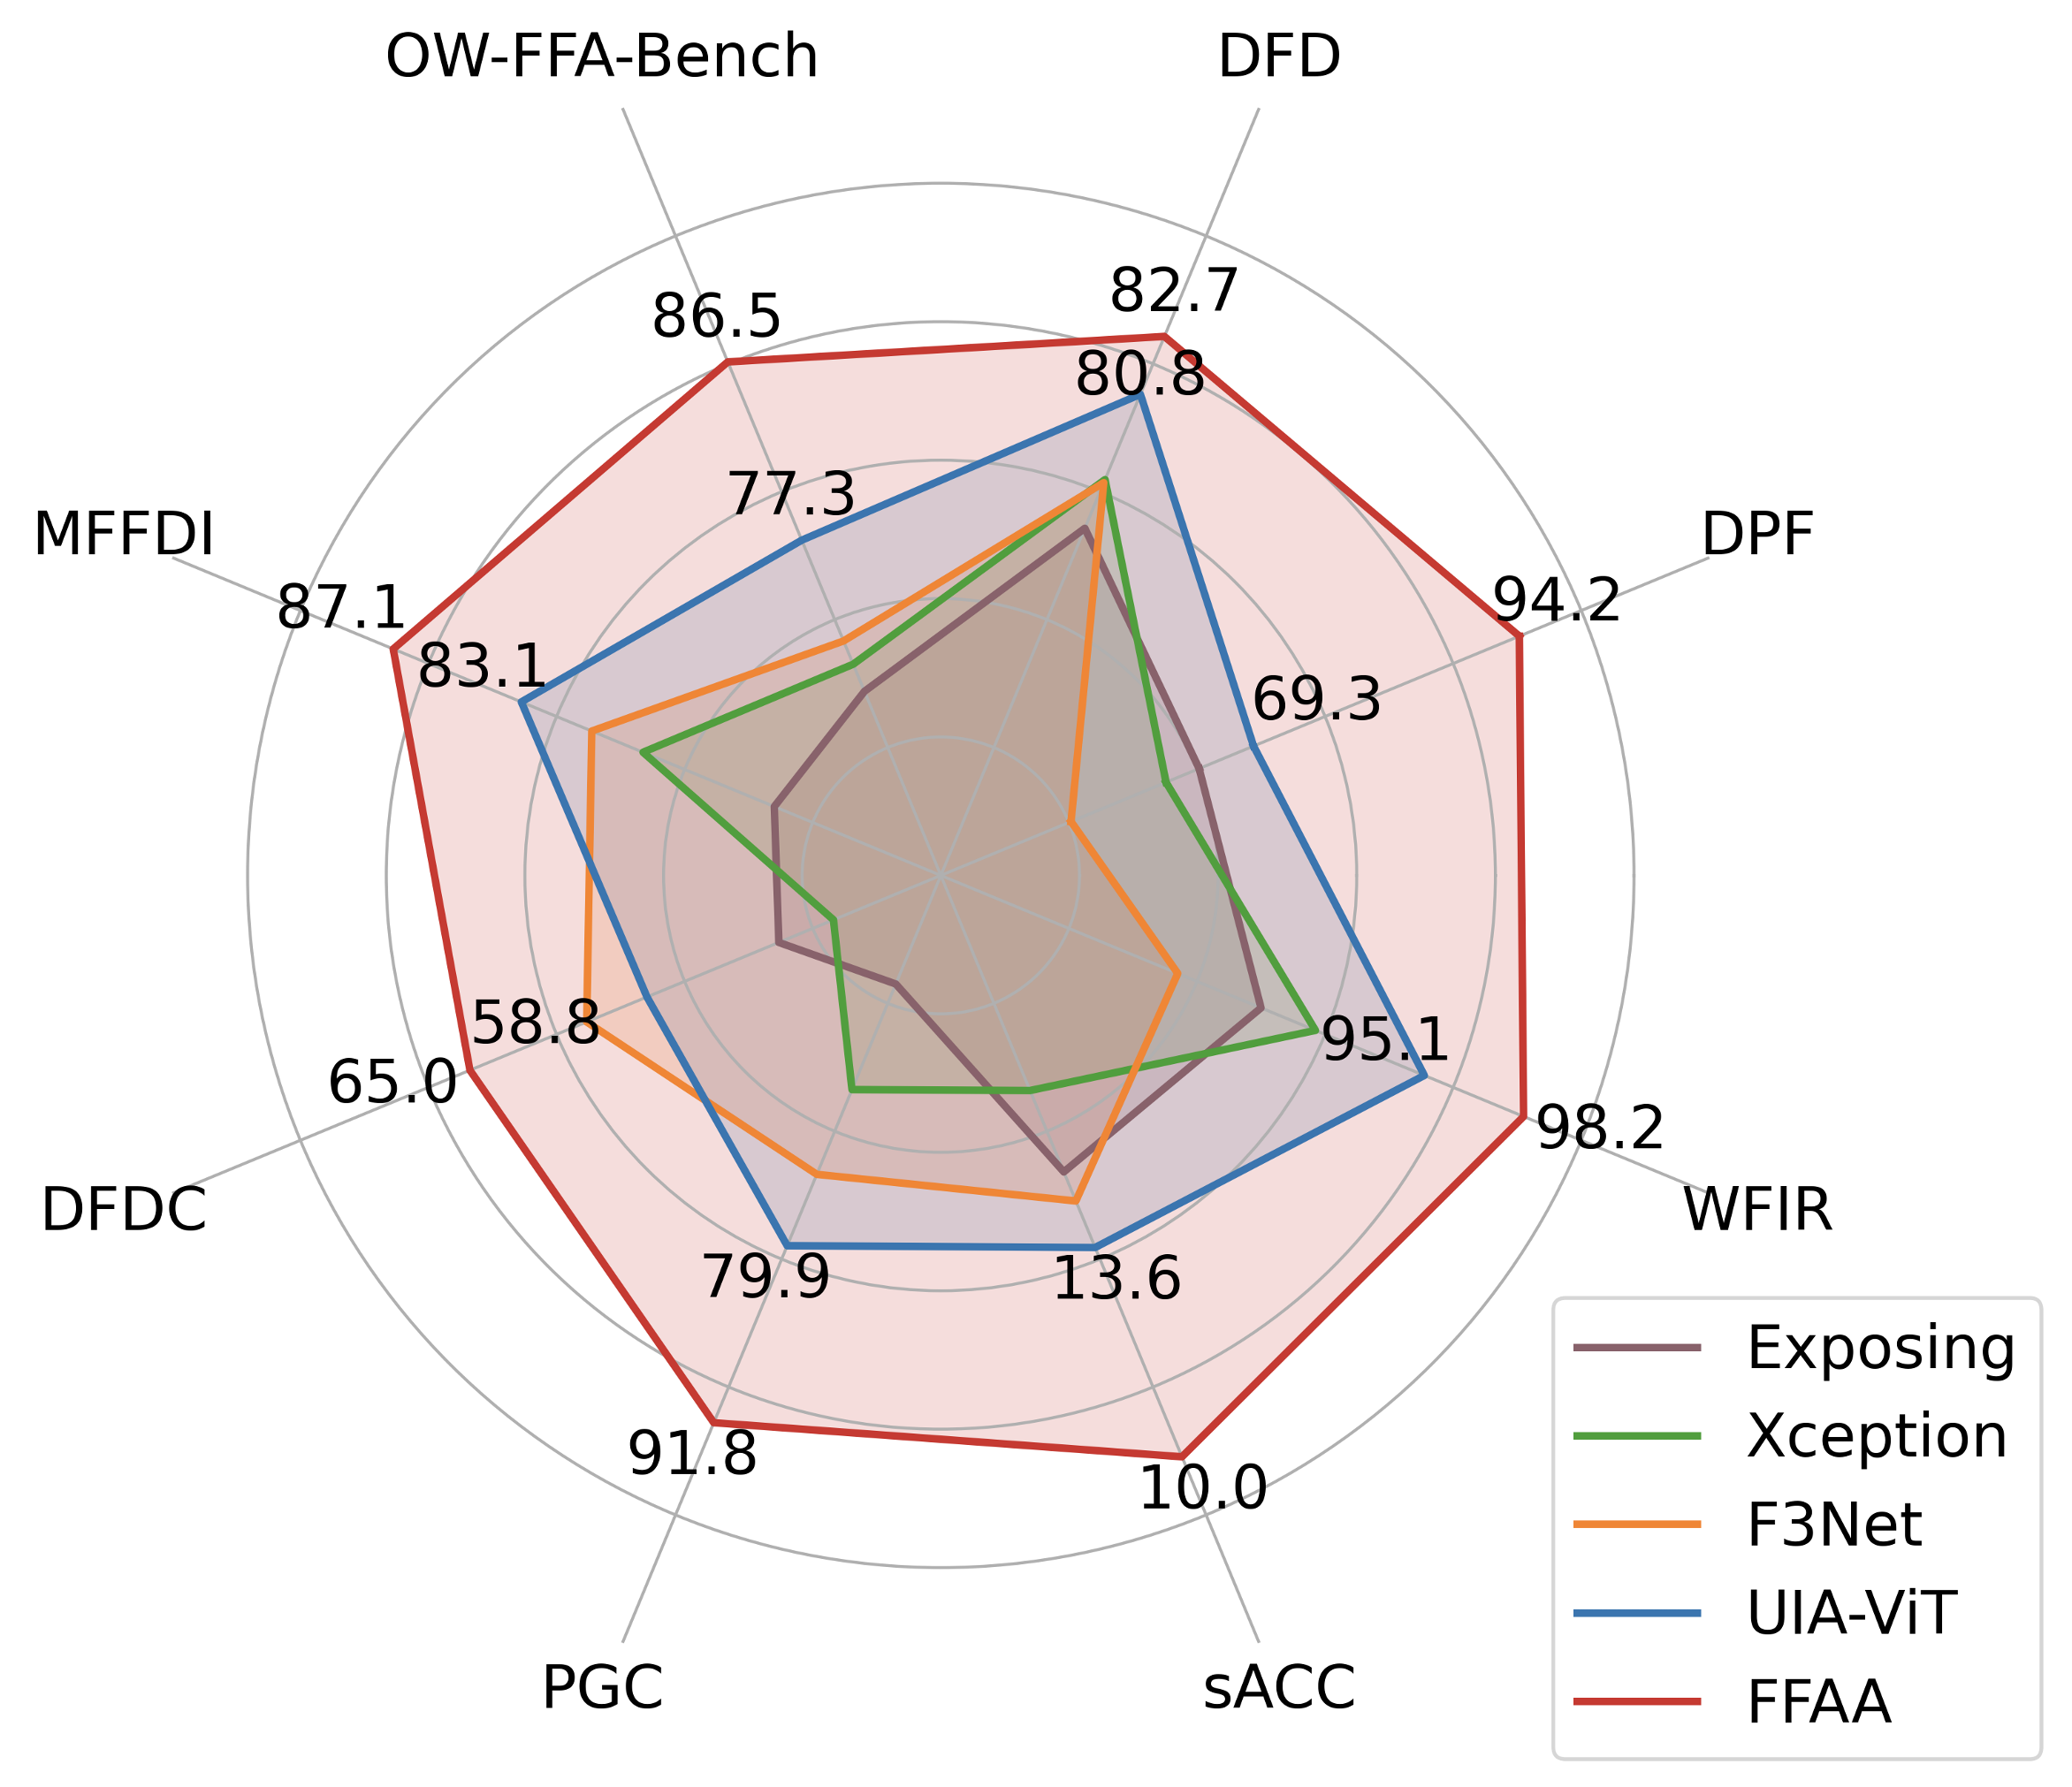 OW-FFA-Bench
DFD
82.7
86.5
80.8
77.3
MFFDI
DPF
87.1
94.2
83.1
69.3
58.8
95.1
65.0
98.2
DFDC
WFIR
79.9
13.6
91.8
10.0
PGC
sACC
Exposing
Xception
F3Net
UIA-ViT
FFAA